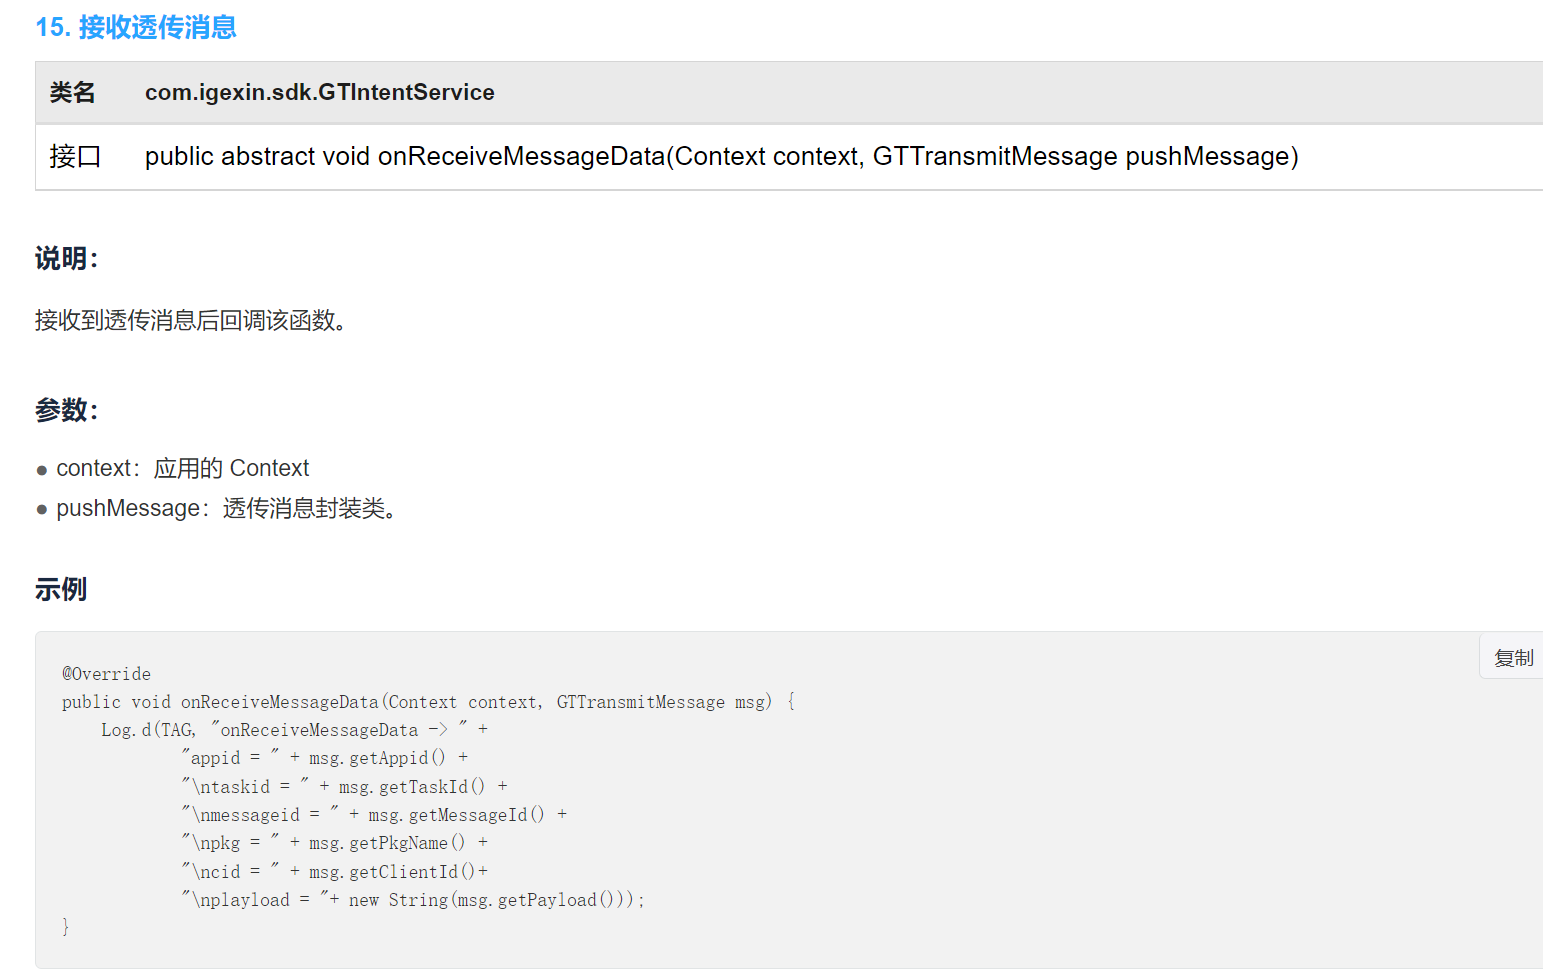 15. 接收透传消息
类名 com.igexin.sdk.GTIntentService
接口 public abstract void onReceiveMessageData(Context context, GTTransmitMessage pushMessage)
说明：
接收到透传消息后回调该函数。
参数：
● context：应用的 Context
● pushMessage：透传消息封装类。
示例
复制
@Override
public void onReceiveMessageData(Context context, GTTransmitMessage msg) {
    Log.d(TAG, "onReceiveMessageData -> " +
            "appid = " + msg.getAppid() +
            "\ntaskid = " + msg.getTaskId() +
            "\nmessageid = " + msg.getMessageId() +
            "\npkg = " + msg.getPkgName() +
            "\ncid = " + msg.getClientId()+
            "\nplayload = "+ new String(msg.getPayload()));
}